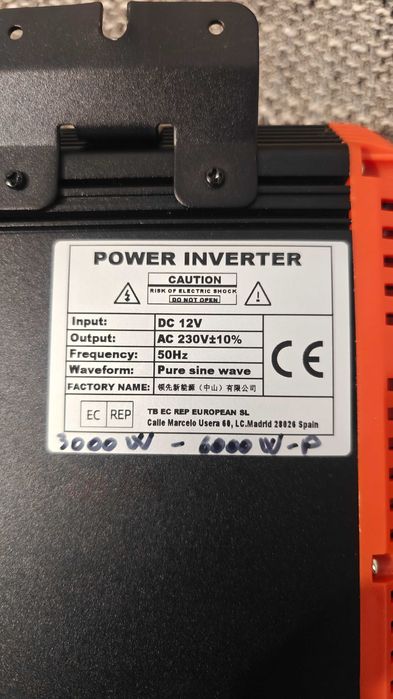 POWER INVERTER
CAUTION
RISK OF ELECTRIC SHOCK
DO NOT OPEN
Input: DC 12V
Output: AC 230V±10%
Frequency: 50Hz
Waveform: Pure sine wave
FACTORY NAME: 领先新能源（中山）有限公司
CE
EC REP
TB EC REP EUROPEAN SL
Calle Marcelo Usera 68, LC.Madrid 28026 Spain
3000 W - 6000 W-P